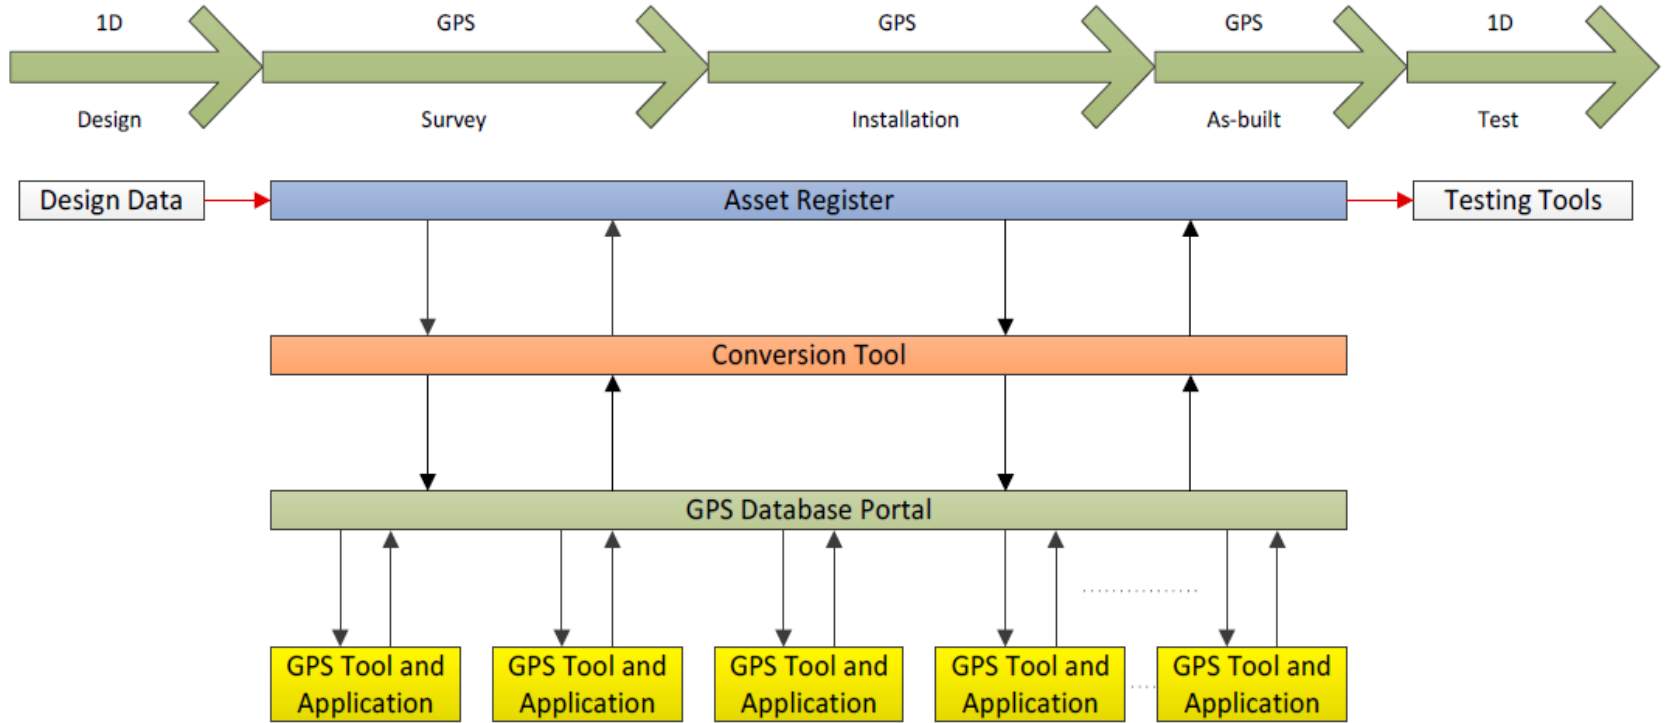 1D
GPS
GPS
GPS
1D
Design
Survey
Installation
As-built
Test
Design Data
Asset Register
Testing Tools
Conversion Tool
GPS Database Portal
GPS Tool and
Application
GPS Tool and
Application
GPS Tool and
Application
GPS Tool and
Application
GPS Tool and
Application